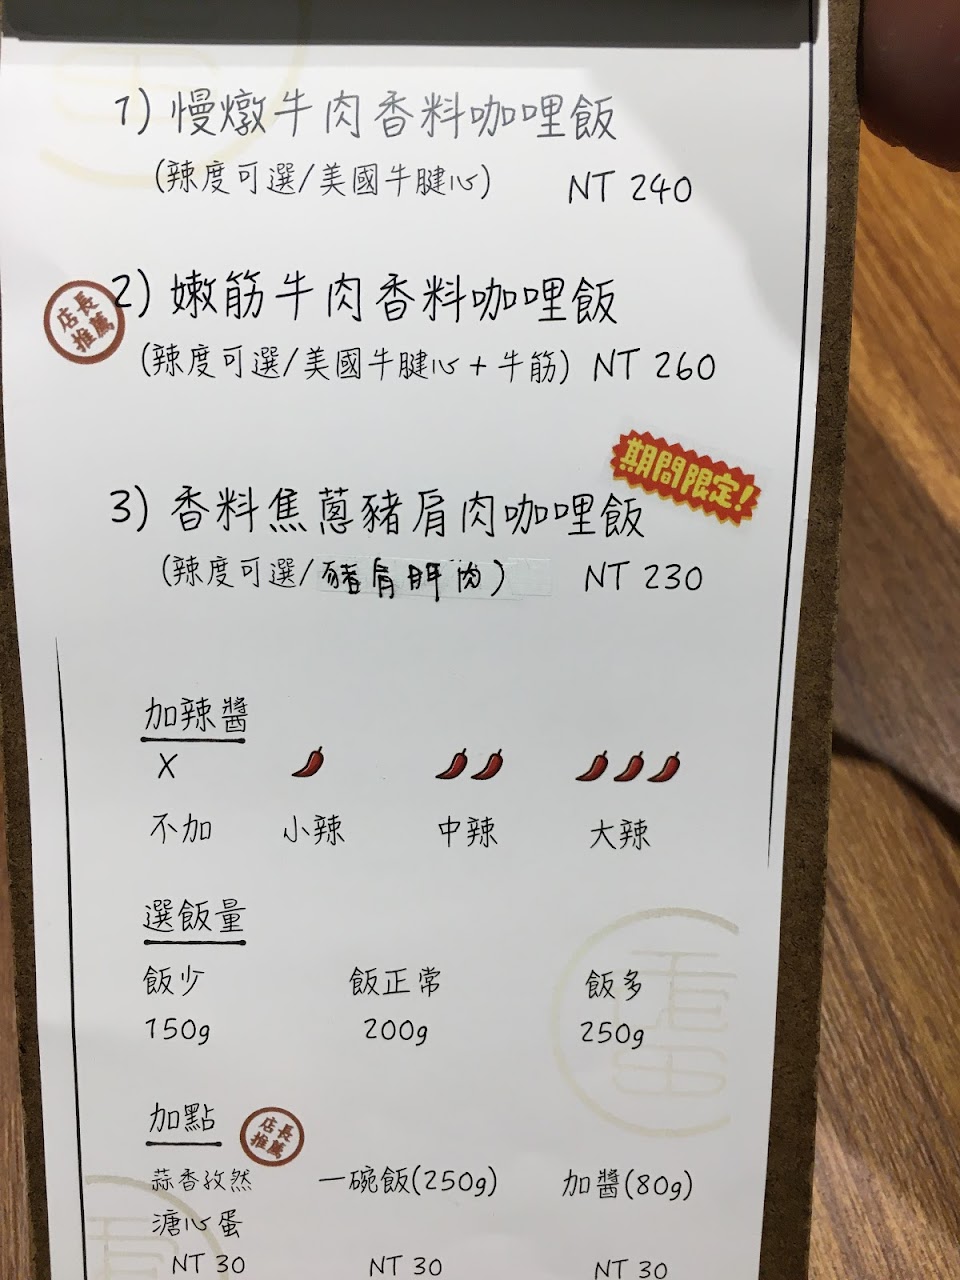 1) 慢燉牛肉香料咖哩飯
(辣度可選/美國牛腱心) NT 240
店長
推薦
2) 嫩筋牛肉香料咖哩飯
(辣度可選/美國牛腱心+牛筋) NT 260
期間限定!
3) 香料焦蔥豬肩肉咖哩飯
(辣度可選/豬肩胛肉) NT 230
加辣醬
X
不加 小辣 中辣 大辣
選飯量
飯少 飯正常 飯多
150g 200g 250g
加點
店長
推薦
蒜香孜然 一碗飯(250g) 加醬(80g)
溏心蛋
NT 30 NT 30 NT 30